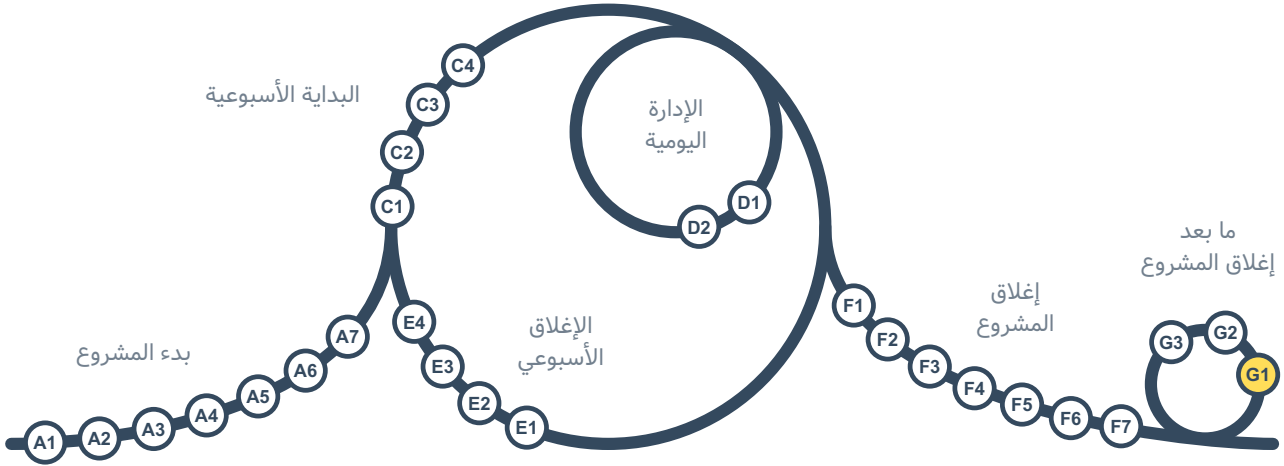 البداية الأسبوعية
C4
C3
C2
C1
الإدارة
اليومية
D1
D2
بدء المشروع
A1
A2
A3
A4
A5
A6
A7
الإغلاق
الأسبوعي
E4
E3
E2
E1
إغلاق
المشروع
F1
F2
F3
F4
F5
F6
F7
ما بعد
إغلاق المشروع
G3
G2
G1